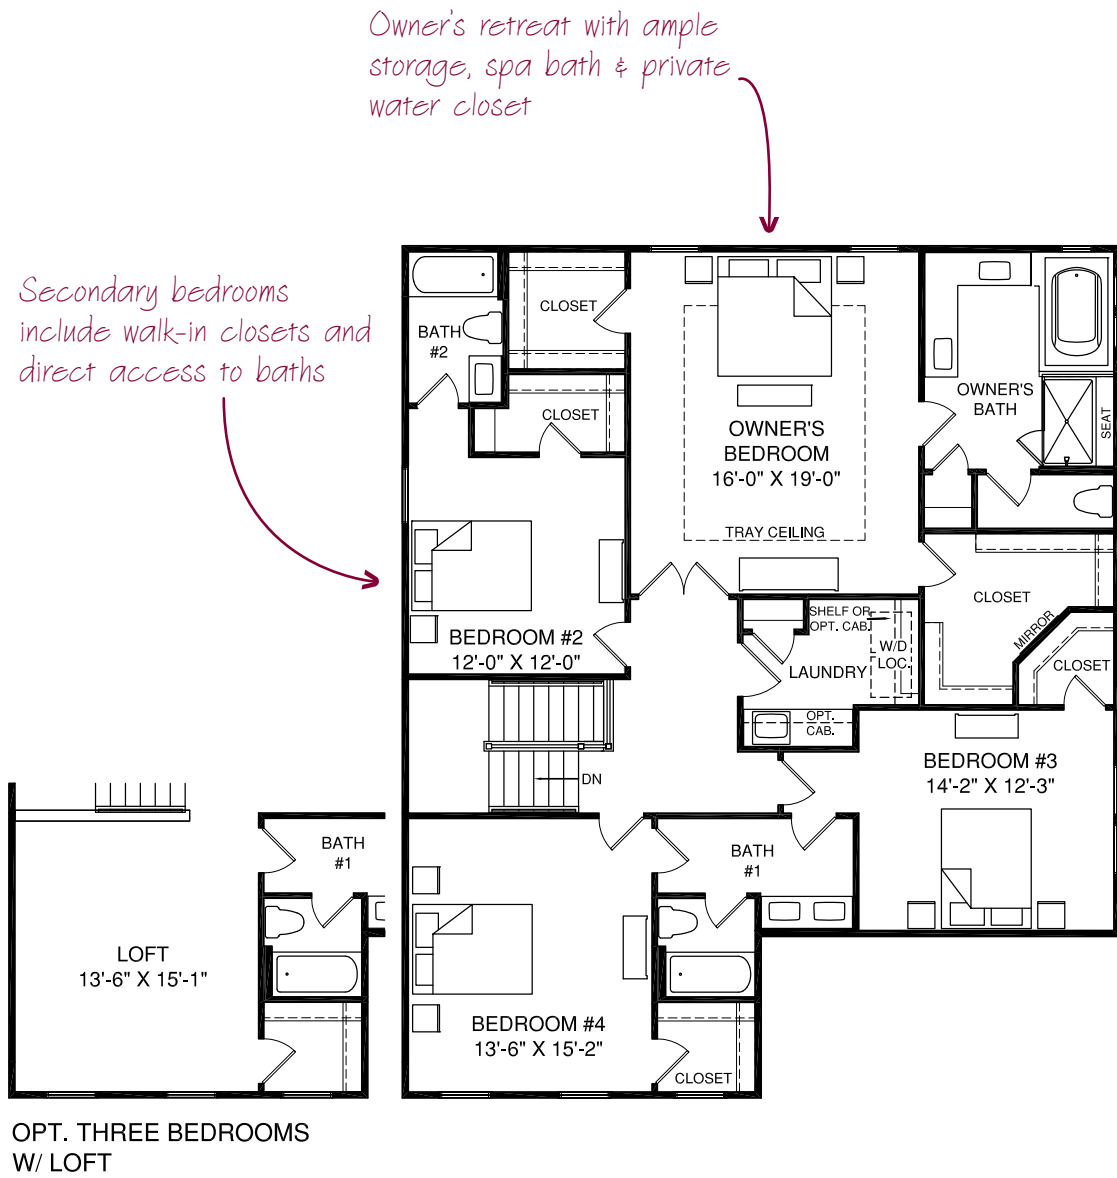 Owner's retreat with ample
storage, spa bath & private
water closet
Secondary bedrooms
include walk-in closets and
direct access to baths
BATH
#2
CLOSET
CLOSET
OWNER'S
BEDROOM
16'-0" X 19'-0"
TRAY CEILING
OWNER'S
BATH
SEAT
BEDROOM #2
12'-0" X 12'-0"
SHELF OR
OPT. CAB.
W/D
LOC.
LAUNDRY
OPT.
CAB.
CLOSET
MIRROR
CLOSET
DN
BEDROOM #3
14'-2" X 12'-3"
BATH
#1
BATH
#1
LOFT
13'-6" X 15'-1"
BEDROOM #4
13'-6" X 15'-2"
CLOSET
OPT. THREE BEDROOMS
W/ LOFT